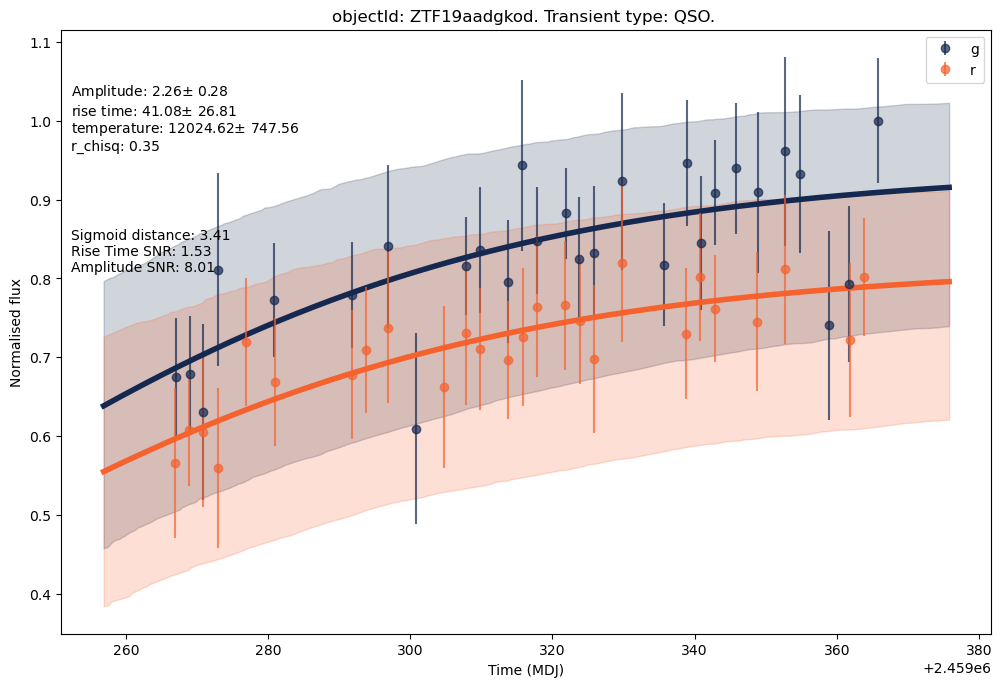 objectId: ZTF19aadgkod. Transient type: QSO.
Amplitude: 2.26± 0.28
rise time: 41.08± 26.81
temperature: 12024.62± 747.56
r_chisq: 0.35
Sigmoid distance: 3.41
Rise Time SNR: 1.53
Amplitude SNR: 8.01
g
r
Normalised flux
1.1
1.0
0.9
0.8
0.7
0.6
0.5
0.4
260
280
300
320
340
360
380
Time (MDJ)
+2.459e6